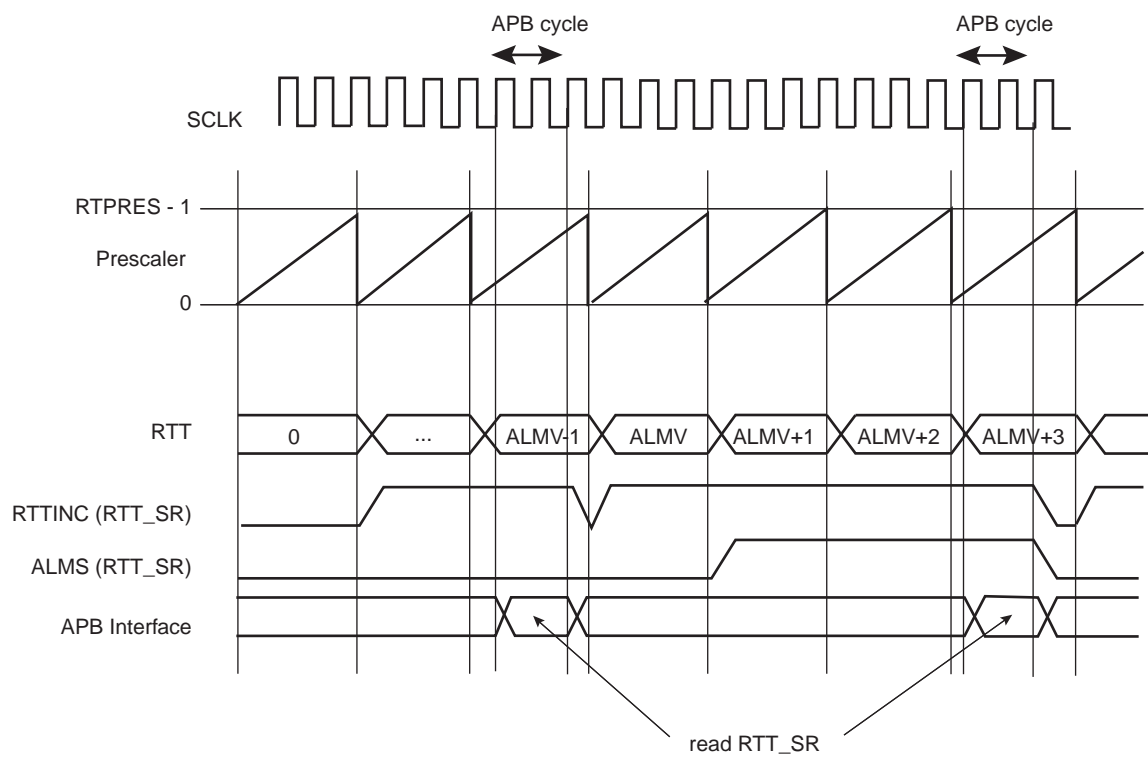 APB cycle
APB cycle
SCLK
RTPRES - 1
Prescaler
0
RTT
0
...
ALMV-1
ALMV
ALMV+1
ALMV+2
ALMV+3
RTTINC (RTT_SR)
ALMS (RTT_SR)
APB Interface
read RTT_SR